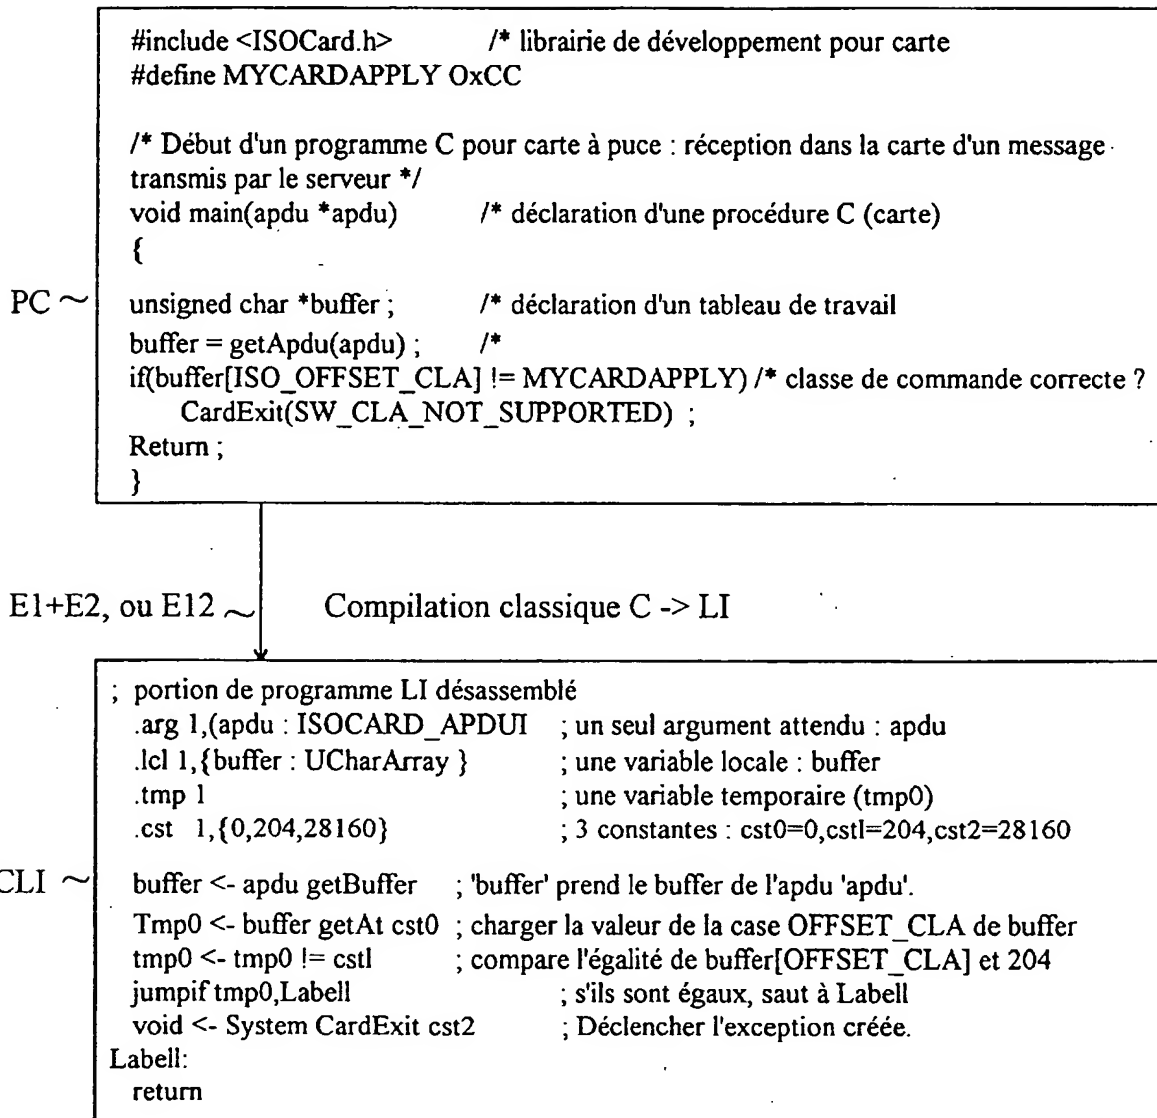 #include <ISOCard.h> /* librairie de développement pour carte
#define MYCARDAPPLY OxCC
/* Début d'un programme C pour carte à puce : réception dans la carte d'un message
transmis par le serveur */
void main(apdu *apdu) /* déclaration d'une procédure C (carte)
{
PC ~ unsigned char *buffer ; /* déclaration d'un tableau de travail
buffer = getApdu(apdu) ; /*
if(buffer[ISO_OFFSET_CLA] != MYCARDAPPLY) /* classe de commande correcte ?
CardExit(SW_CLA_NOT_SUPPORTED) ;
Return ;
}
E1+E2, ou E12 ~ Compilation classique C -> LI
; portion de programme LI désassemblé
.arg 1,(apdu : ISOCARD_APDUI ; un seul argument attendu : apdu
.lcl 1,{buffer : UCharArray } ; une variable locale : buffer
.tmp 1 ; une variable temporaire (tmp0)
.cst 1,{0,204,28160} ; 3 constantes : cst0=0,cstl=204,cst2=28160
CLI ~ buffer <- apdu getBuffer ; 'buffer' prend le buffer de l'apdu 'apdu'.
Tmp0 <- buffer getAt cst0 ; charger la valeur de la case OFFSET_CLA de buffer
tmp0 <- tmp0 != cstl ; compare l'égalité de buffer[OFFSET_CLA] et 204
jumpif tmp0,Labell ; s'ils sont égaux, saut à Labell
void <- System CardExit cst2 ; Déclencher l'exception créée.
Labell:
return